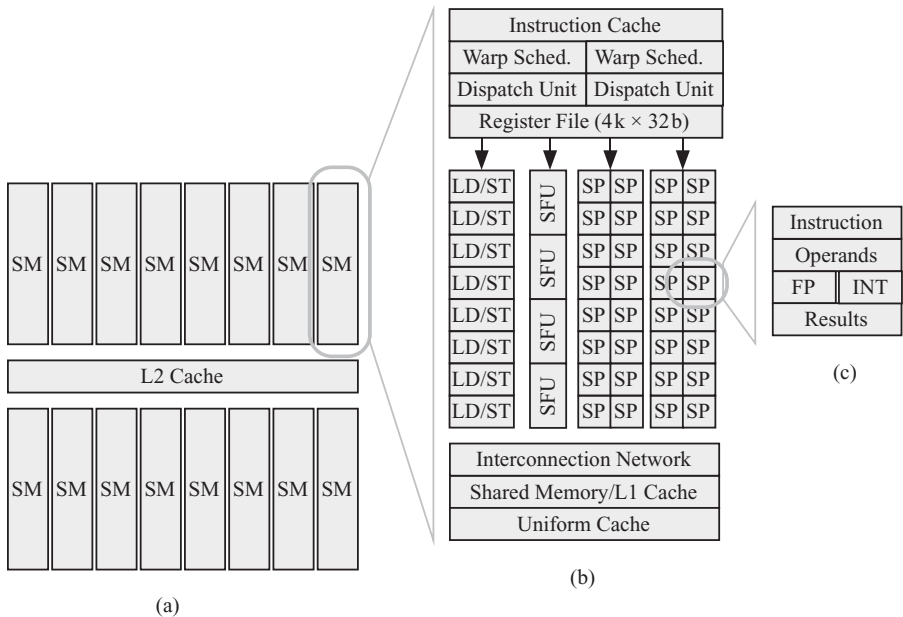 Instruction Cache
Warp Sched. Warp Sched.
Dispatch Unit Dispatch Unit
Register File (4k × 32b)
LD/ST SFU SP SP SP SP
LD/ST SP SP SP SP
LD/ST SFU SP SP SP SP
LD/ST SP SP SP SP
LD/ST SFU SP SP SP SP
LD/ST SP SP SP SP
LD/ST SFU SP SP SP SP
LD/ST SP SP SP SP
Interconnection Network
Shared Memory/L1 Cache
Uniform Cache
(b)
SM SM SM SM SM SM SM SM
L2 Cache
SM SM SM SM SM SM SM SM
(a)
Instruction
Operands
FP INT
Results
(c)